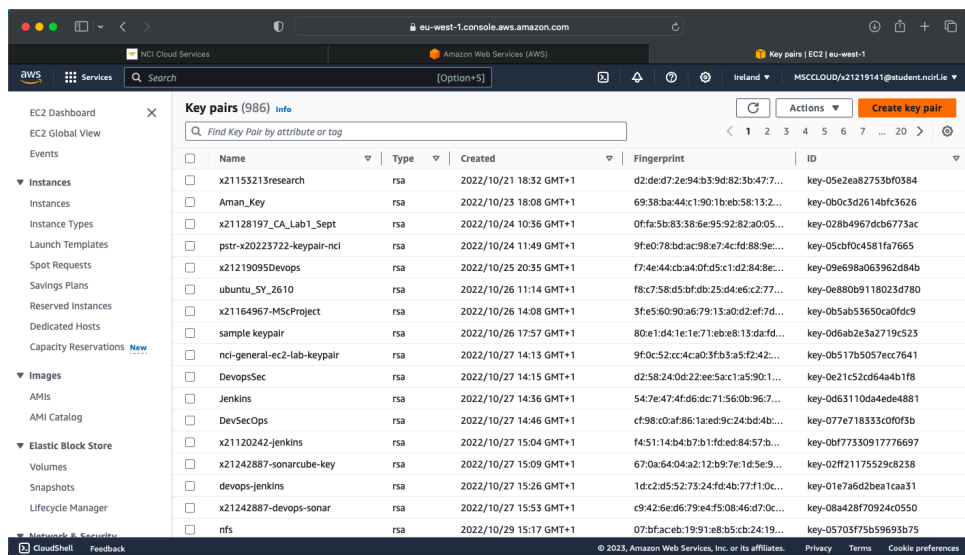 eu-west-1.console.aws.amazon.com
NCI Cloud Services
Amazon Web Services (AWS)
Key pairs | EC2 | eu-west-1
aws
Services
Search
[Option+S]
Ireland ▼
MSCCLOUD/x21219141@student.ncirl.ie ▼
EC2 Dashboard
EC2 Global View
Events
▼ Instances
Instances
Instance Types
Launch Templates
Spot Requests
Savings Plans
Reserved Instances
Dedicated Hosts
Capacity Reservations New
▼ Images
AMIs
AMI Catalog
▼ Elastic Block Store
Volumes
Snapshots
Lifecycle Manager
▼ Network & Security
Key pairs (986) Info
Actions ▼
Create key pair
Find Key Pair by attribute or tag
< 1 2 3 4 5 6 7 ... 20 >
Name Type Created Fingerprint ID
x21153213research rsa 2022/10/21 18:32 GMT+1 d2:de:d7:2e:94:b3:9d:82:3b:47:7... key-05e2ea82753bf0384
Aman_Key rsa 2022/10/23 18:08 GMT+1 69:38:ba:44:c1:90:1b:eb:58:13:2... key-0b0c3d2614bfc3626
x21128197_CA_Lab1_Sept rsa 2022/10/24 10:36 GMT+1 0f:fa:5b:83:38:6e:95:92:82:a0:05... key-028b4967dcb6773ac
pstr-x20223722-keypair-nci rsa 2022/10/24 11:49 GMT+1 9f:e0:78:bd:ac:98:e7:4c:fd:88:9e:... key-05cbf0c4581fa7665
x21219095Devops rsa 2022/10/25 20:35 GMT+1 f7:4e:44:cb:a4:0f:d5:c1:d2:84:8e:... key-09e698a063962d84b
ubuntu_SY_2610 rsa 2022/10/26 11:14 GMT+1 f8:c7:58:d5:bf:db:25:d4:e6:c2:77... key-0e880b9118023d780
x21164967-MScProject rsa 2022/10/26 14:08 GMT+1 3f:e5:60:90:a6:79:13:a0:d2:ef:7d... key-0b5ab53650ca0fdc9
sample keypair rsa 2022/10/26 17:57 GMT+1 80:e1:d4:1e:1e:71:eb:e8:13:da:fd... key-0d6ab2e3a2719c523
nci-general-ec2-lab-keypair rsa 2022/10/27 14:13 GMT+1 9f:0c:52:cc:4c:a0:3f:b3:a5:f2:42:... key-0b517b5057ecc7641
DevopsSec rsa 2022/10/27 14:15 GMT+1 d2:58:24:0d:22:ee:5a:c1:a5:90:1... key-0e21c52cd64a4b1f8
Jenkins rsa 2022/10/27 14:36 GMT+1 54:7e:47:4f:d6:dc:71:56:0b:96:7... key-0d63110da4ede4881
DevSecOps rsa 2022/10/27 14:46 GMT+1 cf:98:c0:af:86:1a:ed:9c:24:bd:4b:... key-077e718333c0f0f3b
x21120242-jenkins rsa 2022/10/27 15:04 GMT+1 f4:51:14:b4:b7:b1:fd:ed:84:57:b... key-0bf77330917776697
x21242887-sonarcube-key rsa 2022/10/27 15:09 GMT+1 67:0a:64:04:a2:12:b9:7e:1d:5e:9... key-02ff21175529c8238
devops-jenkins rsa 2022/10/27 15:26 GMT+1 1d:c2:d5:52:73:24:fd:4b:77:f1:0c... key-01e7a6d2bea1caa31
x21242887-devops-sonar rsa 2022/10/27 15:53 GMT+1 c9:42:6e:d6:79:e4:f5:08:46:d7:0c... key-08a428f70924c0550
nfs rsa 2022/10/29 15:17 GMT+1 07:bf:ac:eb:19:91:e8:b5:cb:24:19... key-05703f75b59693b75
CloudShell Feedback © 2023, Amazon Web Services, Inc. or its affiliates. Privacy Terms Cookie preferences